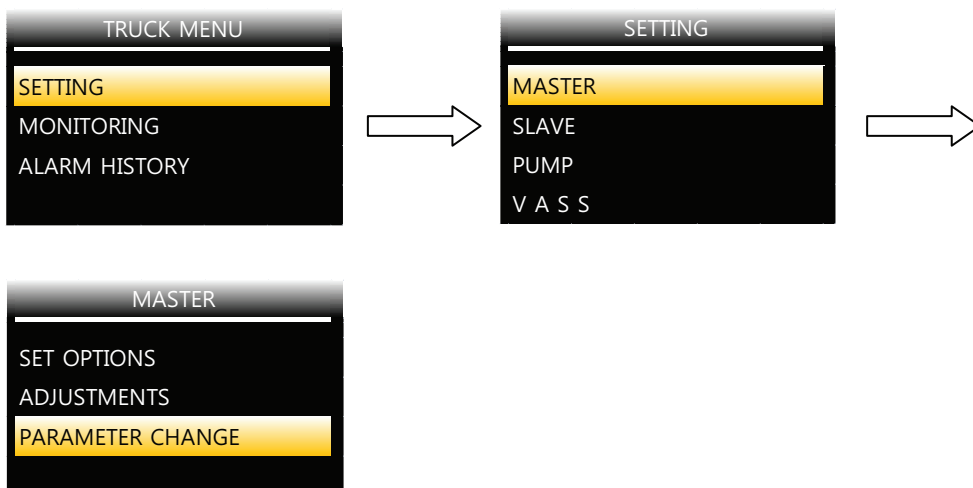 TRUCK MENU
SETTING
MONITORING
ALARM HISTORY
SETTING
MASTER
SLAVE
PUMP
V A S S
MASTER
SET OPTIONS
ADJUSTMENTS
PARAMETER CHANGE